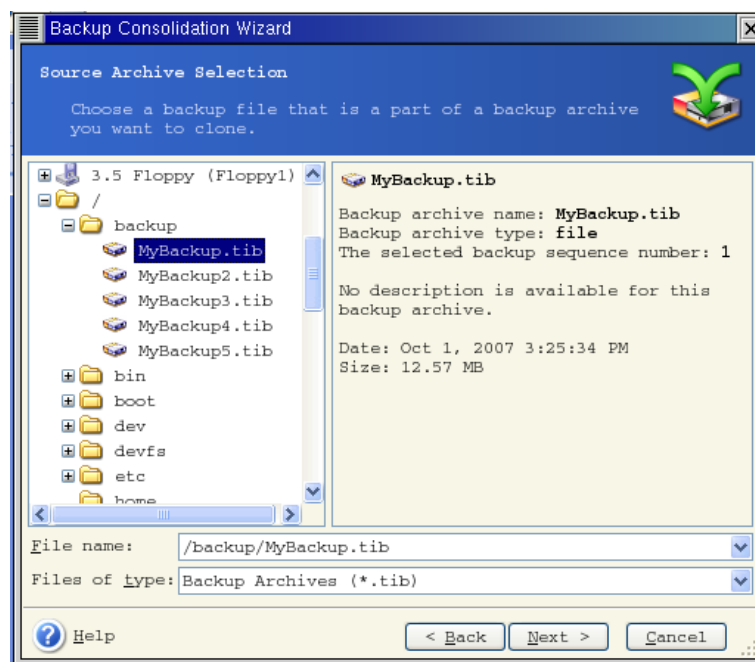 Backup Consolidation Wizard
Source Archive Selection
Choose a backup file that is a part of a backup archive
you want to clone.
3.5 Floppy (Floppy1)
/
backup
MyBackup.tib
MyBackup2.tib
MyBackup3.tib
MyBackup4.tib
MyBackup5.tib
bin
boot
dev
devfs
etc
home
MyBackup.tib
Backup archive name: MyBackup.tib
Backup archive type: file
The selected backup sequence number: 1
No description is available for this
backup archive.
Date: Oct 1, 2007 3:25:34 PM
Size: 12.57 MB
File name: /backup/MyBackup.tib
Files of type: Backup Archives (*.tib)
Help
< Back
Next >
Cancel